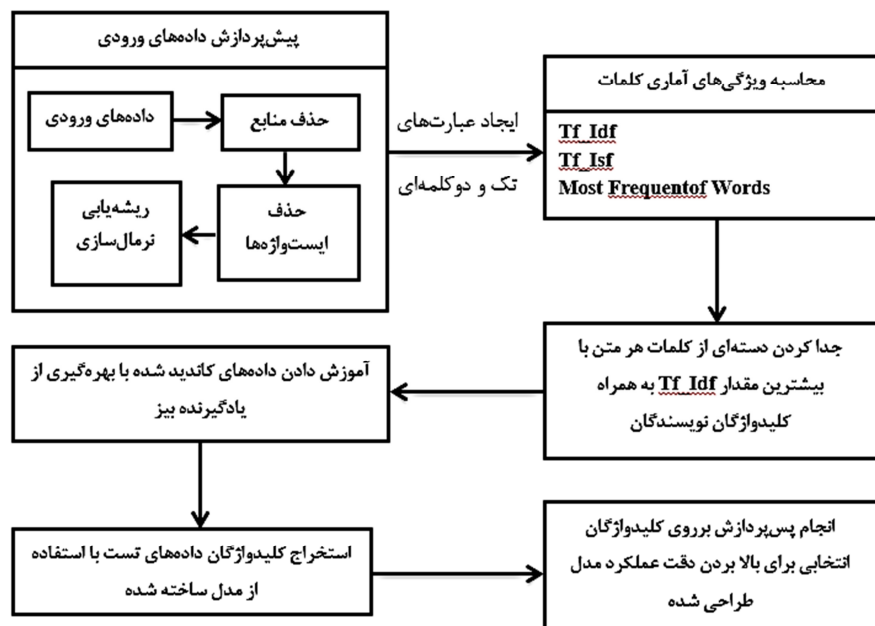 پیش‌پردازش داده‌های ورودی
داده‌های ورودی
حذف منابع
حذف
ایست‌واژه‌ها
ریشه‌یابی
نرمال‌سازی
ایجاد عبارت‌های
تک و دوکلمه‌ای
محاسبه ویژگی‌های آماری کلمات
Tf_Idf
Tf_Isf
Most Frequentof Words
جدا کردن دسته‌ای از کلمات هر متن با
بیشترین مقدار Tf_Idf به همراه
کلیدواژگان نویسندگان
آموزش دادن داده‌های کاندید شده با بهره‌گیری از
یادگیرنده بیز
استخراج کلیدواژگان داده‌های تست با استفاده
از مدل ساخته شده
انجام پس‌پردازش برروی کلیدواژگان
انتخابی برای بالا بردن دقت عملکرد مدل
طراحی شده